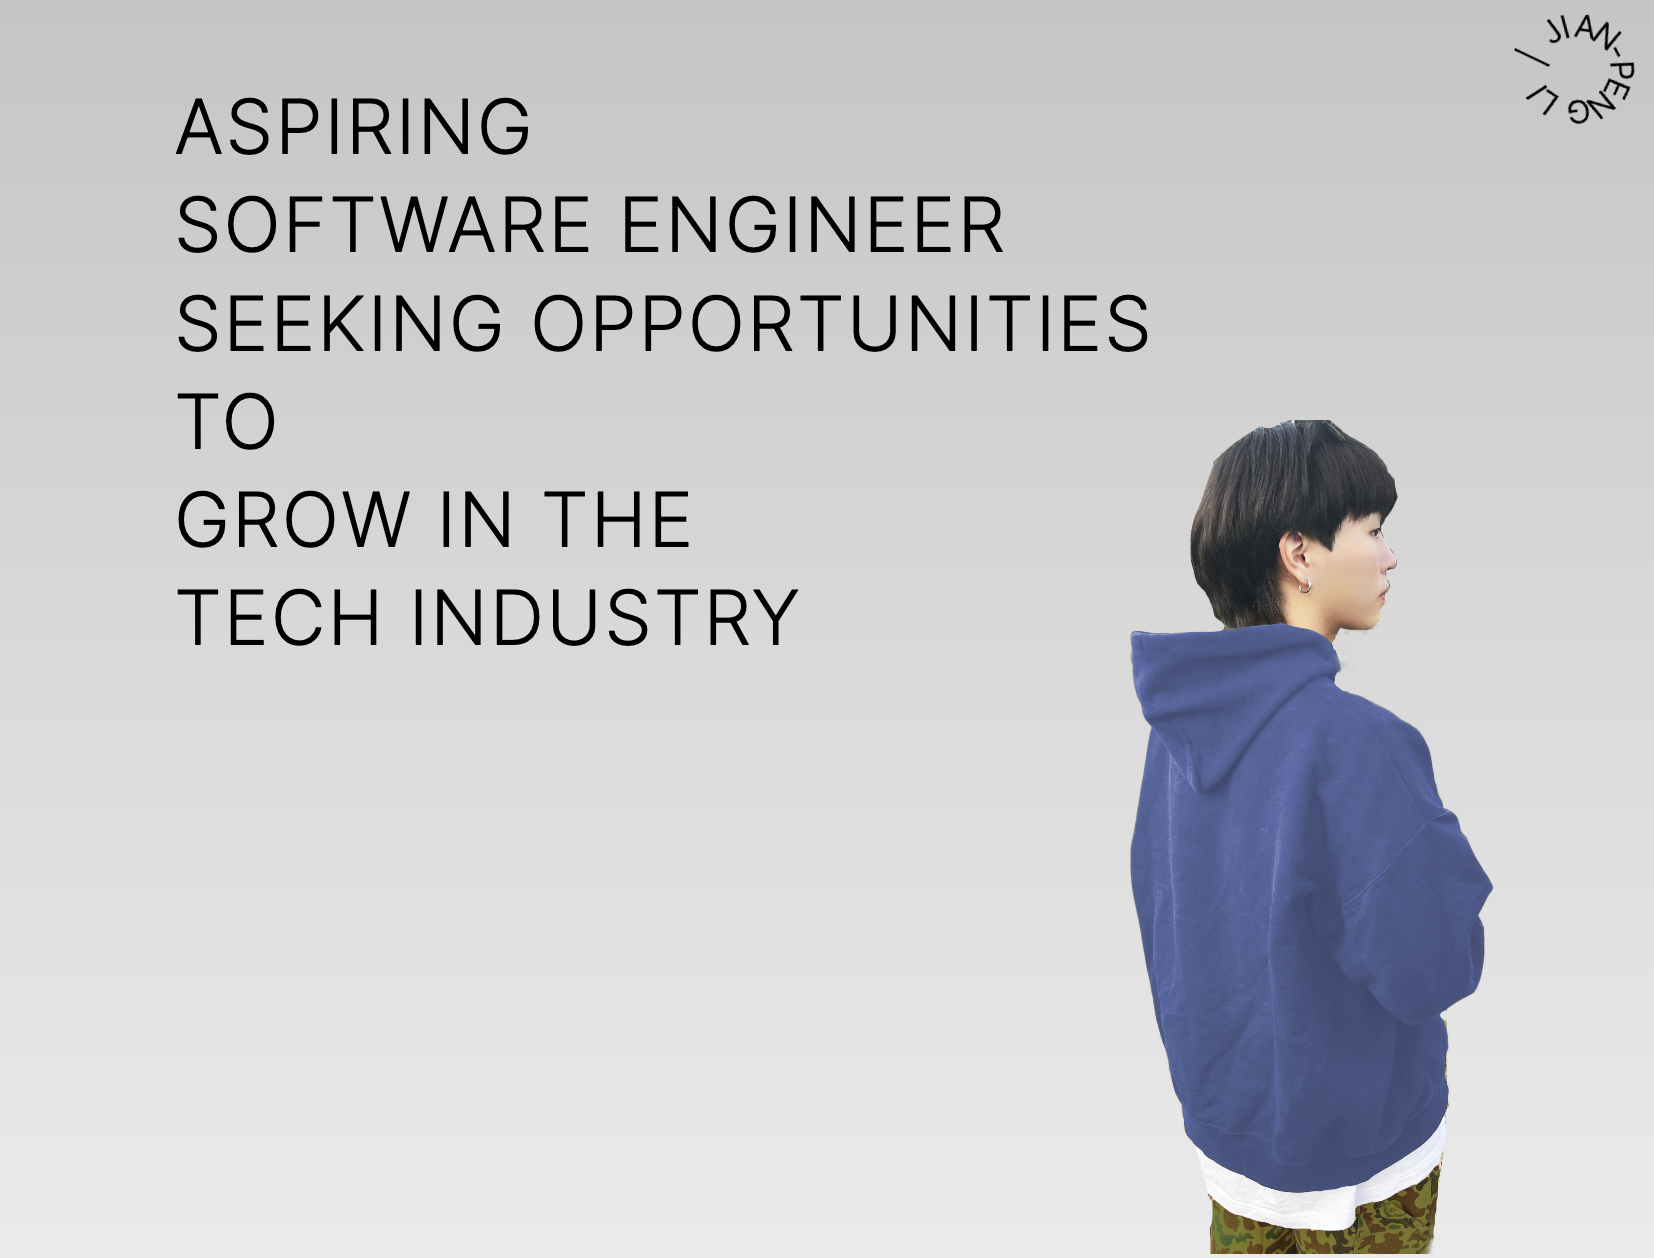 ASPIRING
SOFTWARE ENGINEER
SEEKING OPPORTUNITIES
TO
GROW IN THE
TECH INDUSTRY
JIAN-PENG LI /